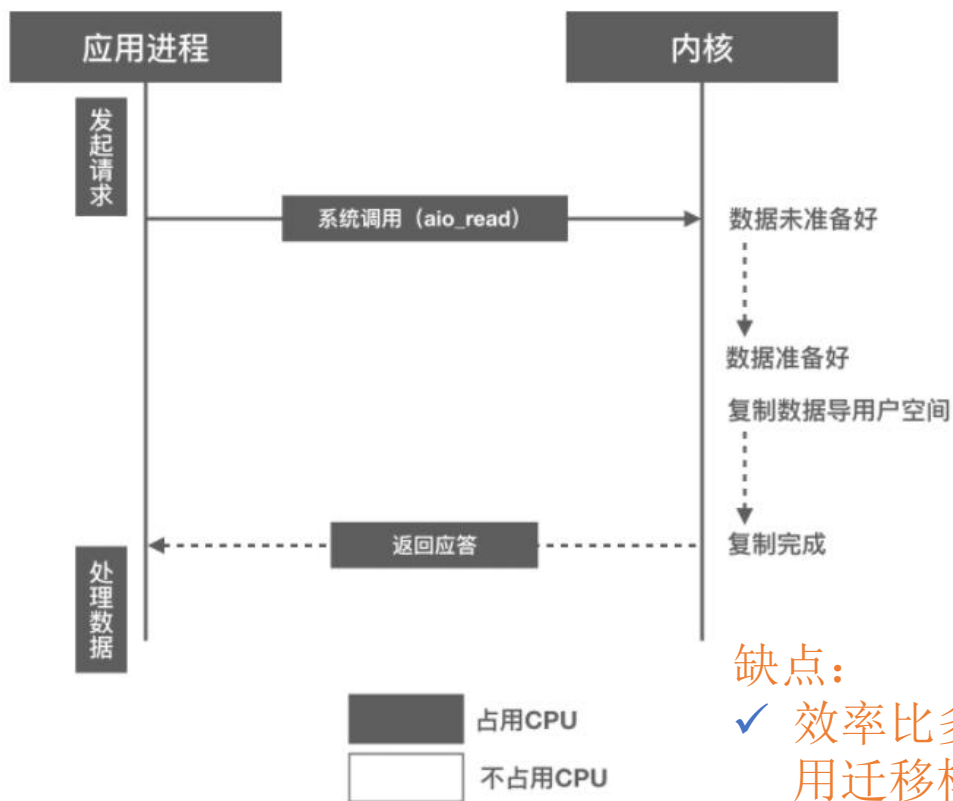 应用进程
内核
发起请求
系统调用（aio_read）
数据未准备好
数据准备好
复制数据导用户空间
返回应答
复制完成
处理数据
缺点：
占用CPU
✓ 效率比
不占用CPU
用迁移